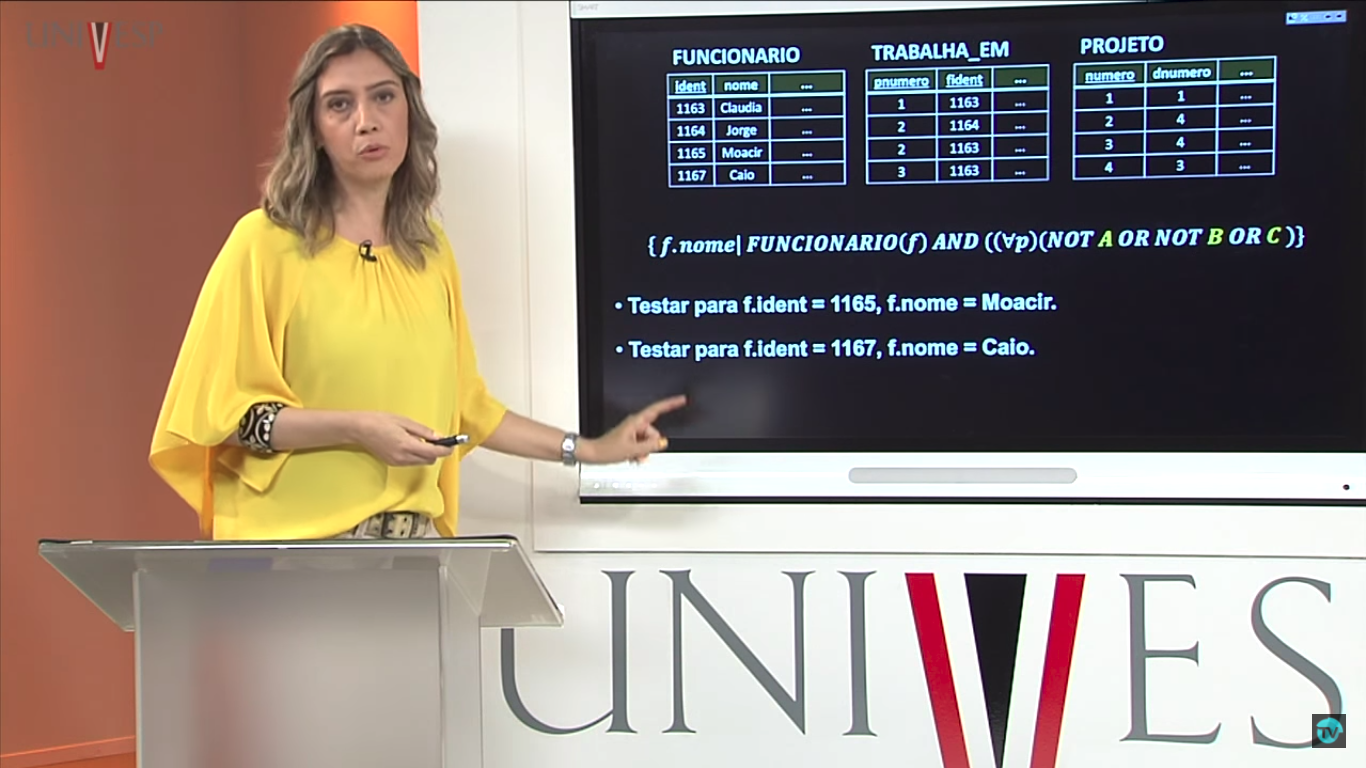 UNIVESP
FUNCIONARIO
ident nome ...
1163 Claudia ...
1164 Jorge ...
1165 Moacir ...
1167 Caio ...
TRABALHA_EM
pnumero fident ...
1 1163 ...
2 1164 ...
2 1163 ...
3 1163 ...
PROJETO
numero dnumero ...
1 1 ...
2 4 ...
3 4 ...
4 3 ...
{ f.nome| FUNCIONARIO(f) AND ((∀p)(NOT A OR NOT B OR C )}
• Testar para f.ident = 1165, f.nome = Moacir.
• Testar para f.ident = 1167, f.nome = Caio.
UNIVES
TV